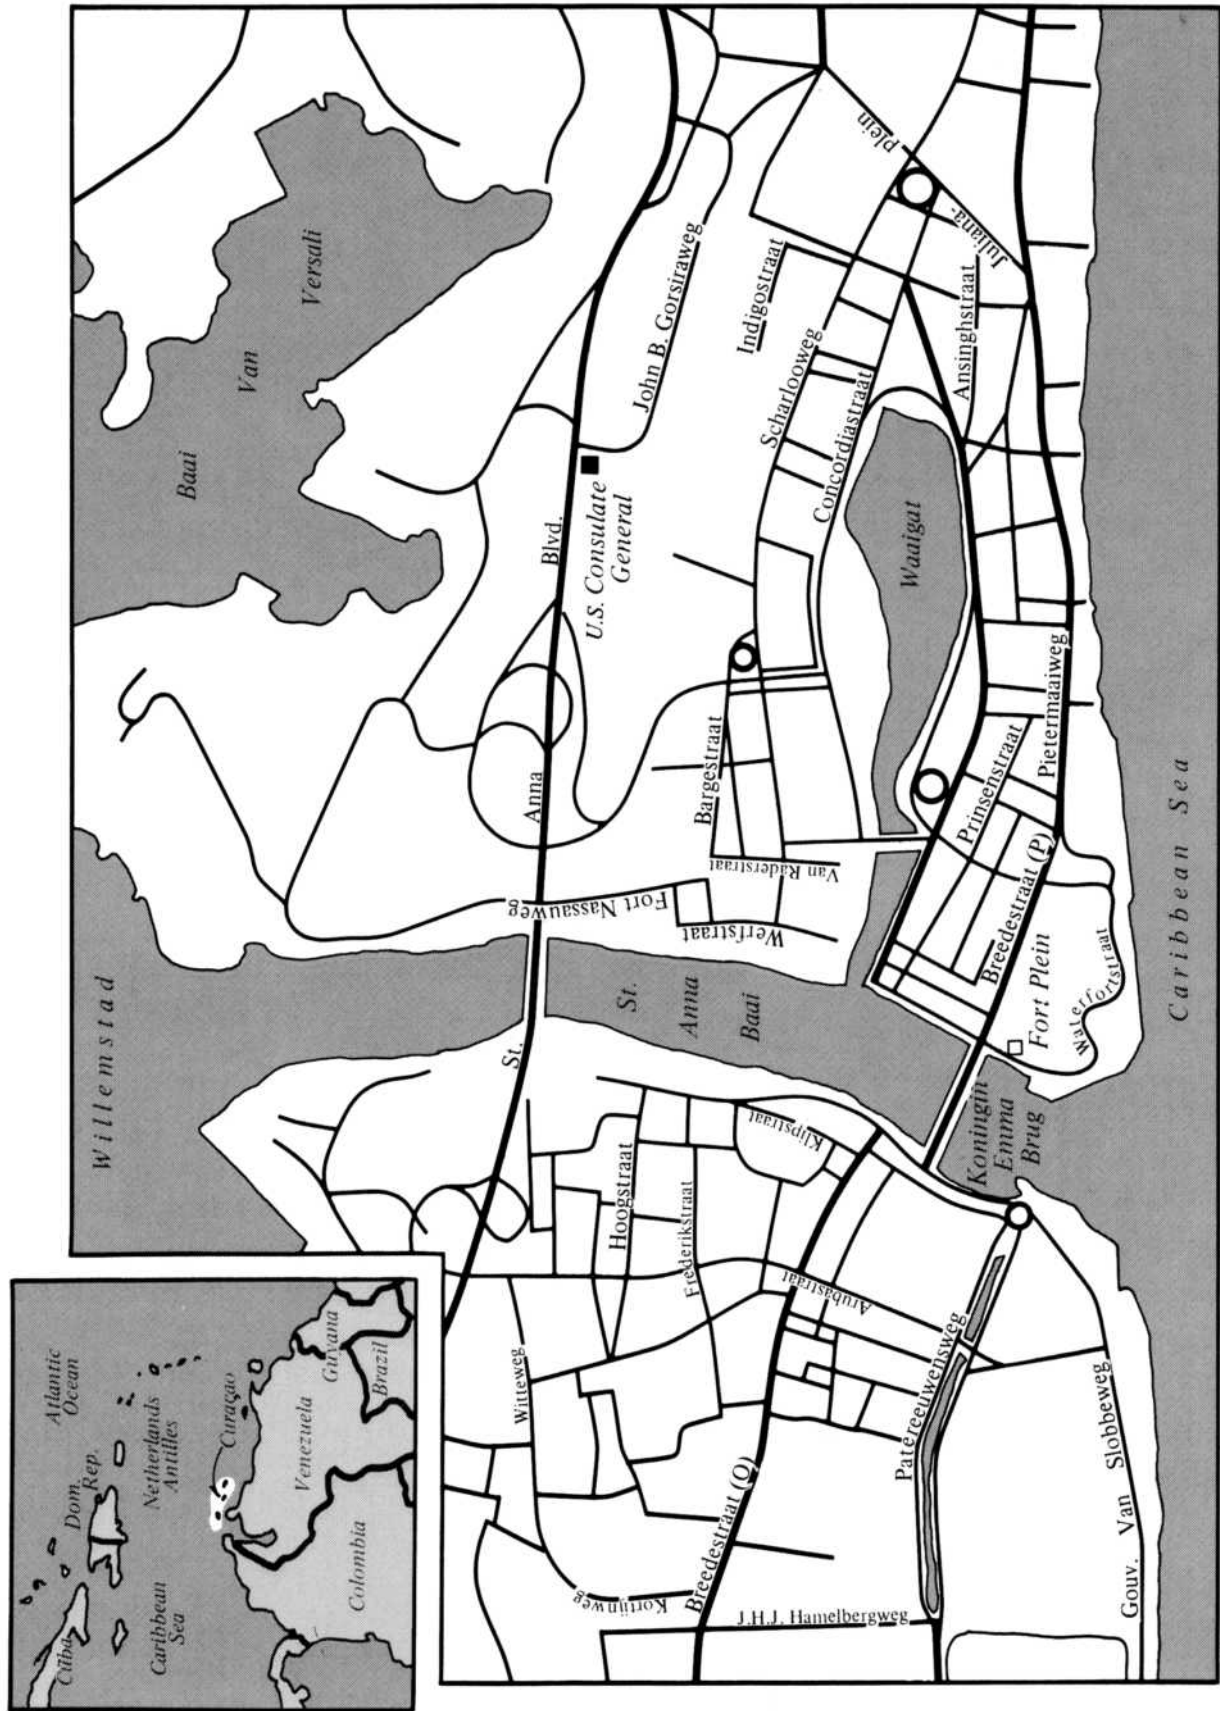 Willemstad
Baai
Van
Versali
St.
Anna
Blvd.
U.S. Consulate
General
John B. Gorsiraweg
Indigostraat
Scharlooweg
Concordiastraat
Juliana-
plein
Ansinghstraat
Waaigat
Bargestraat
Van Raderstraat
Fort Nassauweg
Werfstraat
St.
Anna
Baai
Prinsenstraat
Pietermaaiweg
Breedestraat (P)
Fort Plein
Waterfortstraat
Caribbean Sea
Koningin
Emma
Brug
Klipstraat
Hoogstraat
Frederikstraat
Arubastraat
Witteweg
Breedestraat (O)
Kortijnweg
J.H.J. Hamelbergweg
Patereeuwensweg
Gouv. Van Slobbeweg
Cuba
Dom.
Rep.
Atlantic
Ocean
Netherlands
Antilles
Caribbean
Sea
Curaçao
Venezuela
Guyana
Brazil
Colombia